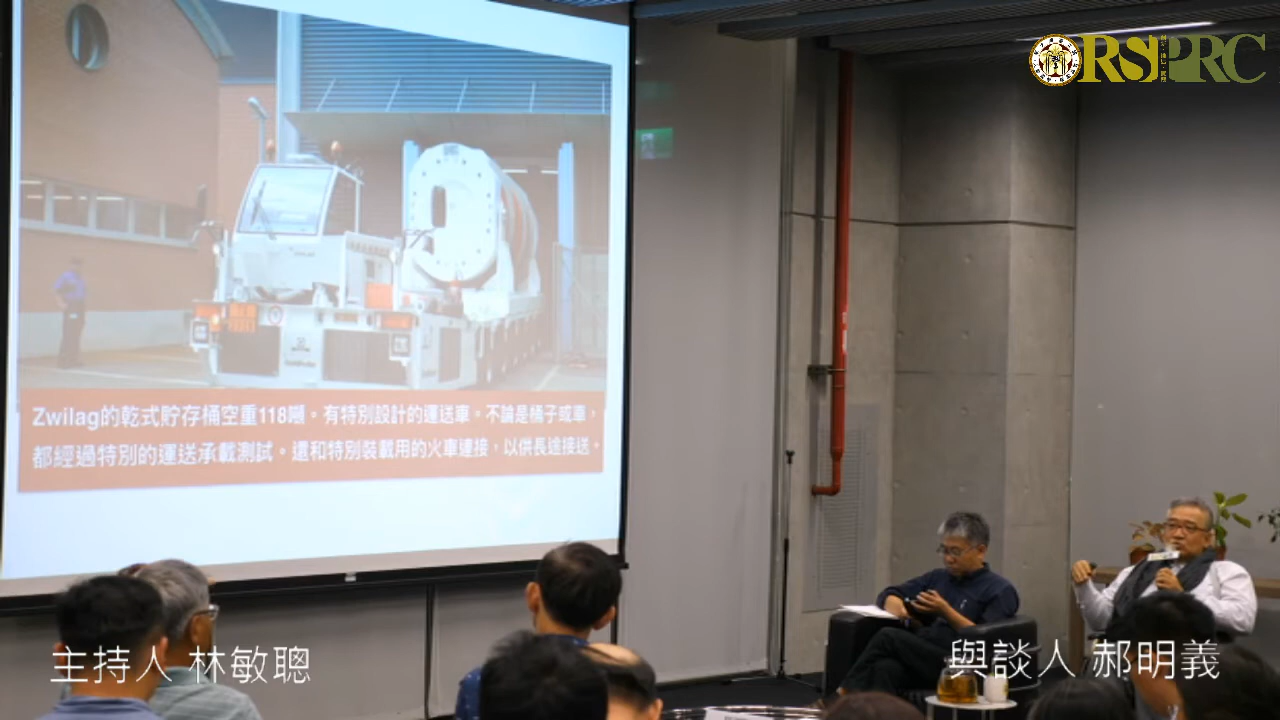 RSPRC
Zwilag的乾式貯存桶空重118噸。有特別設計的運送車。不論是桶子或車，
都經過特別的運送承載測試。還和特別裝載用的火車連接，以供長途接送。
主持人 林敏聰
與談人 郝明義